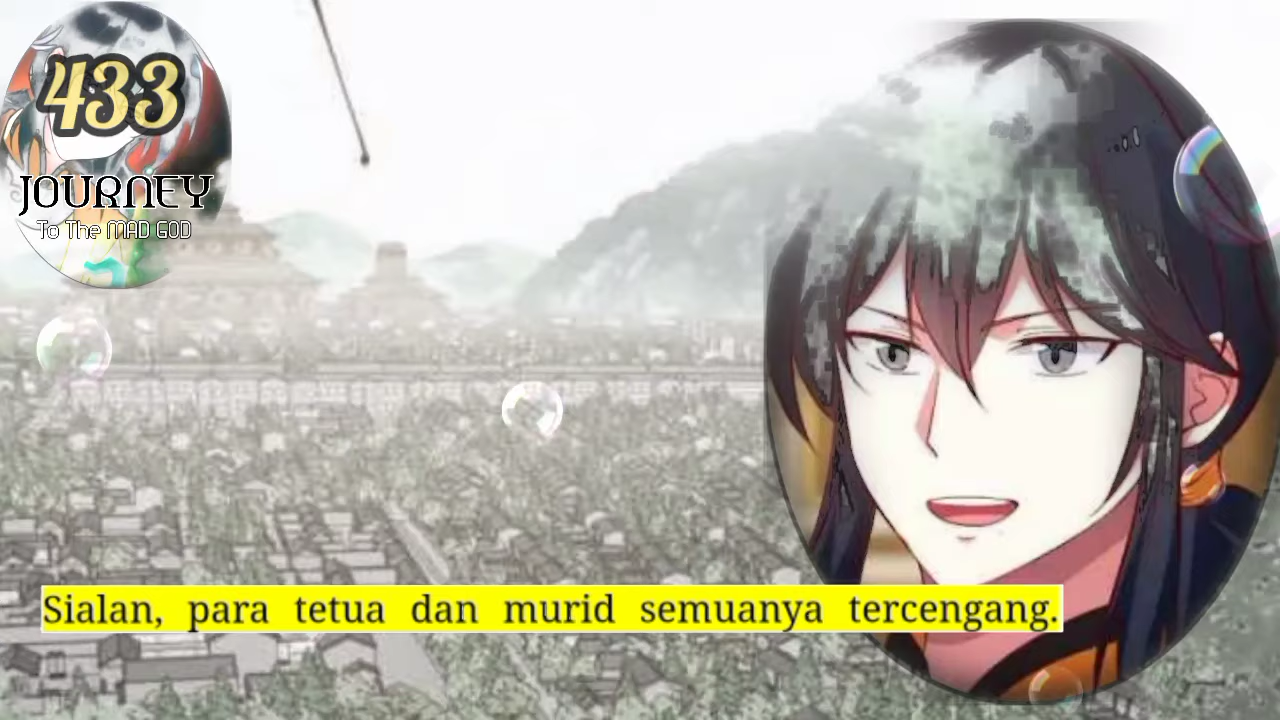 433
JOURNEY
To The MAD GOD
Sialan, para tetua dan murid semuanya tercengang.